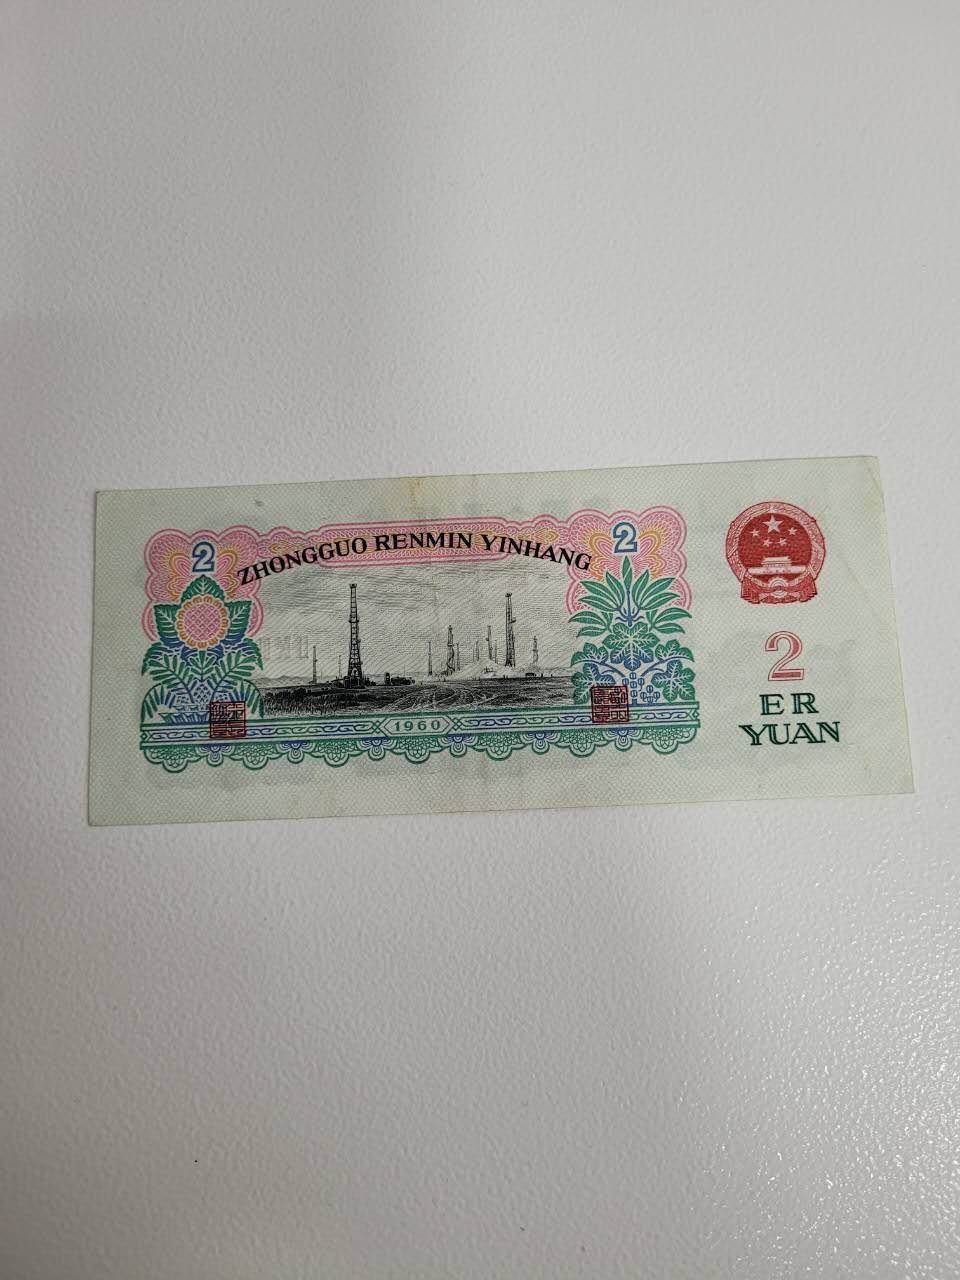 2
ZHONGGUO RENMIN YINHANG
2
1960
2
ER
YUAN